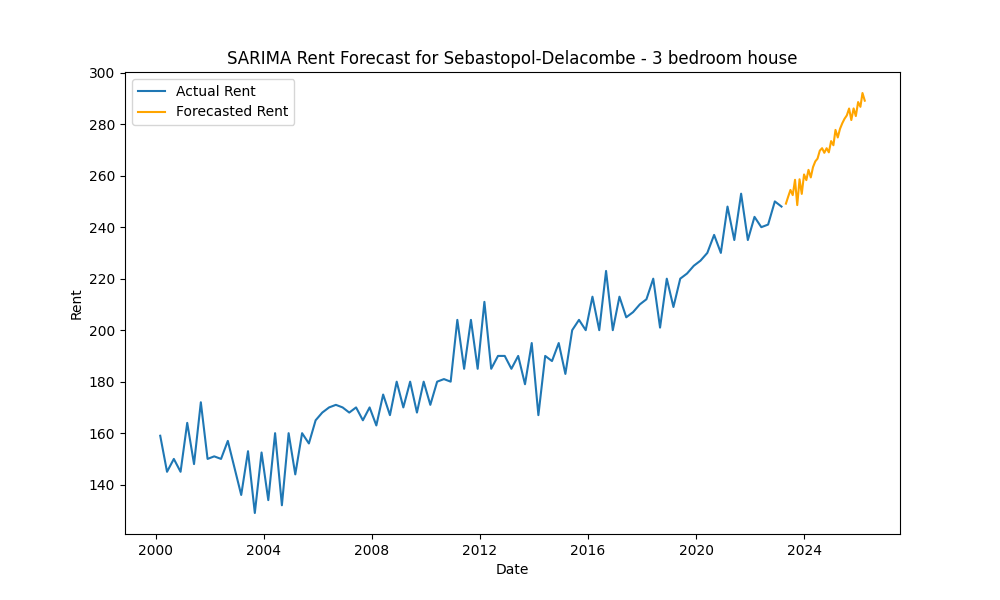 SARIMA Rent Forecast for Sebastopol-Delacombe - 3 bedroom house
Actual Rent
Forecasted Rent
300
280
260
240
220
200
180
160
140
Rent
2000 2004 2008 2012 2016 2020 2024
Date